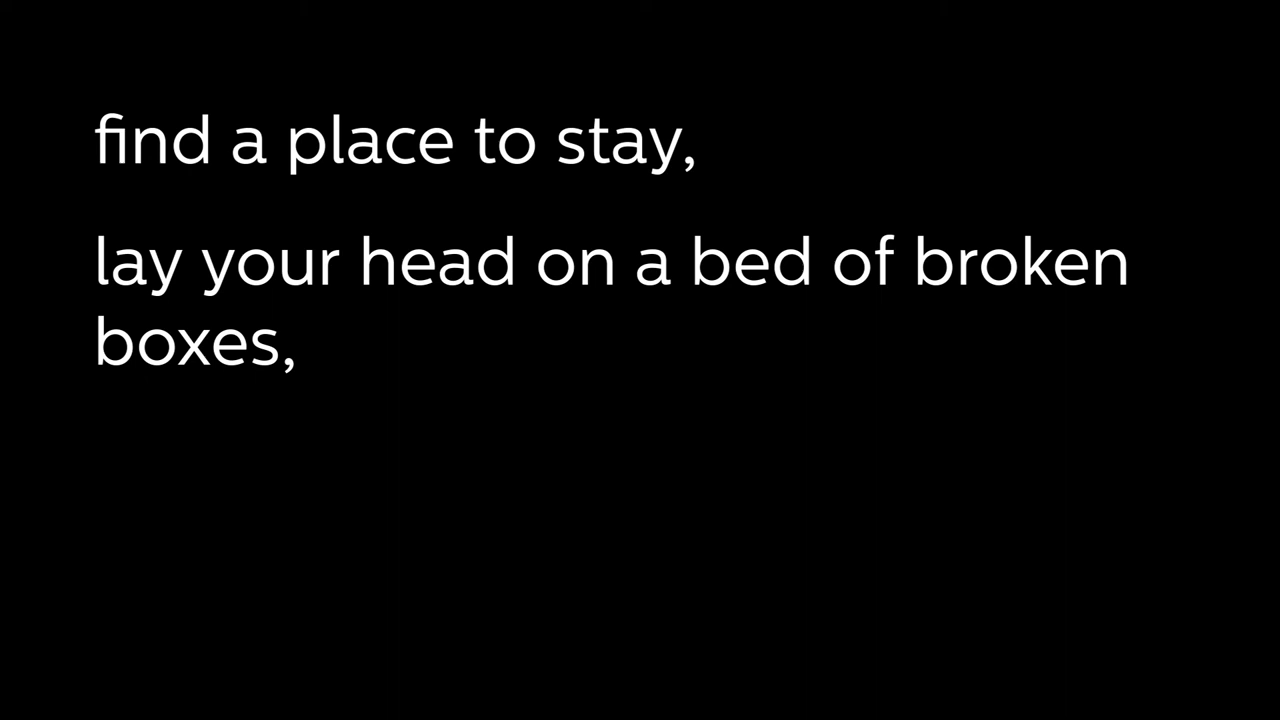 find a place to stay,
lay your head on a bed of broken
boxes,